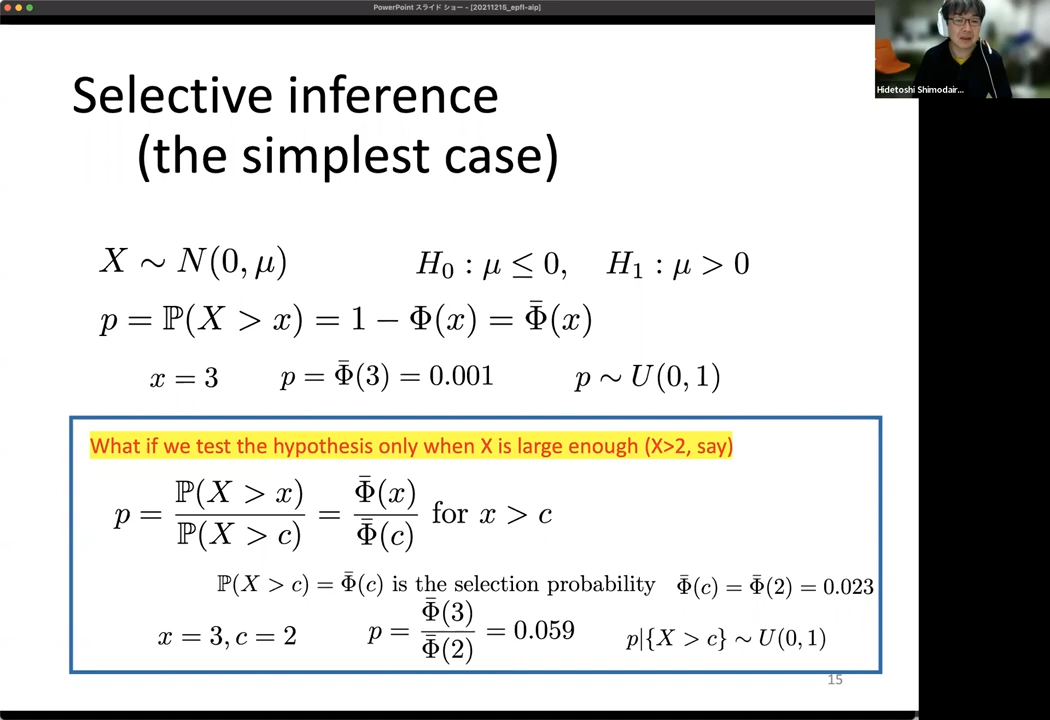 PowerPoint スライド ショー - [20211215_epfl-aip]
Hidetoshi Shimodair...
Selective inference
(the simplest case)
X ∼ N(0, μ) H₀ : μ ≤ 0, H₁ : μ > 0
p = ℙ(X > x) = 1 − Φ(x) = Φ̄(x)
x = 3 p = Φ̄(3) = 0.001 p ∼ U(0, 1)
What if we test the hypothesis only when X is large enough (X>2, say)
p = ℙ(X > x) / ℙ(X > c) = Φ̄(x) / Φ̄(c) for x > c
ℙ(X > c) = Φ̄(c) is the selection probability Φ̄(c) = Φ̄(2) = 0.023
x = 3, c = 2 p = Φ̄(3) / Φ̄(2) = 0.059 p|{X > c} ∼ U(0, 1)
15